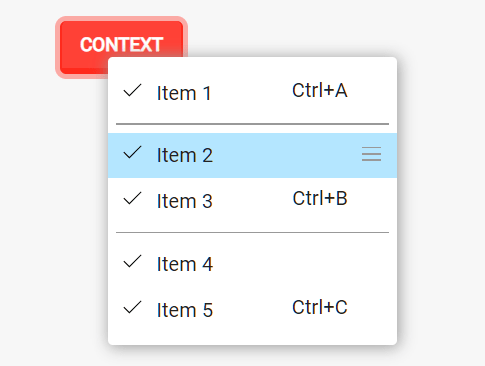 CONTEXT
Item 1 Ctrl+A
Item 2
Item 3 Ctrl+B
Item 4
Item 5 Ctrl+C